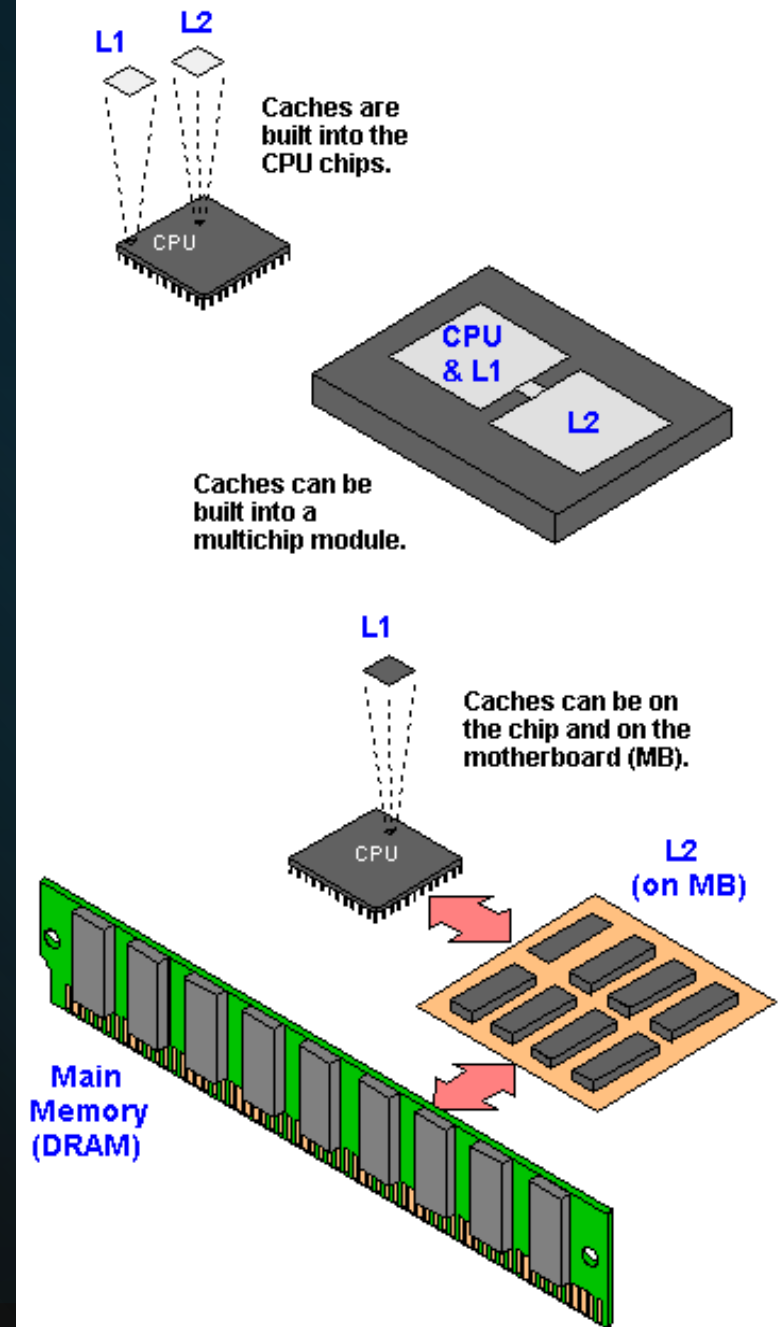 L1
L2
Caches are
built into the
CPU chips.
CPU
CPU
& L1
L2
Caches can be
built into a
multichip module.
L1
Caches can be on
the chip and on the
motherboard (MB).
CPU
L2
(on MB)
Main
Memory
(DRAM)